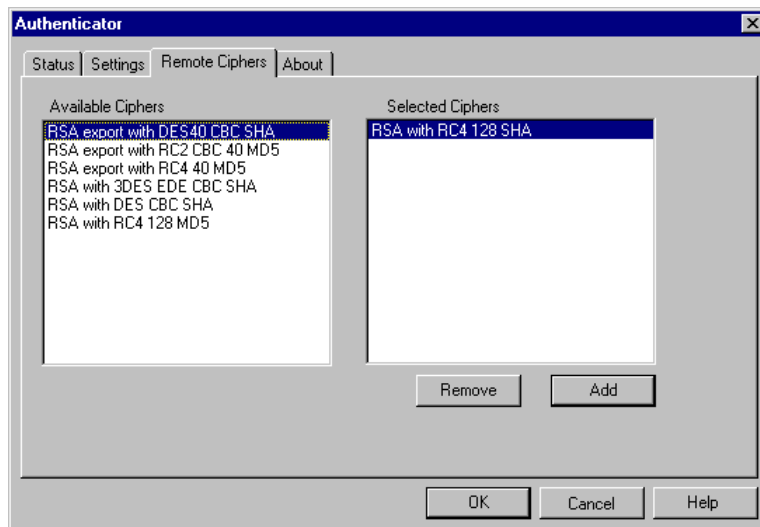 Authenticator
Status Settings Remote Ciphers About
Available Ciphers
RSA export with DES40 CBC SHA
RSA export with RC2 CBC 40 MD5
RSA export with RC4 40 MD5
RSA with 3DES EDE CBC SHA
RSA with DES CBC SHA
RSA with RC4 128 MD5
Selected Ciphers
RSA with RC4 128 SHA
Remove Add
OK Cancel Help